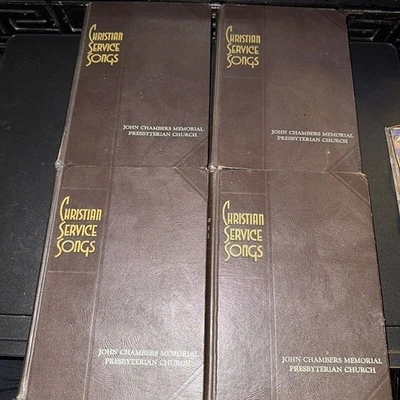 CHRISTIAN
SERVICE
SONGS
JOHN CHAMBERS MEMORIAL
PRESBYTERIAN CHURCH
CHRISTIAN
SERVICE
SONGS
JOHN CHAMBERS MEMORIAL
PRESBYTERIAN CHURCH
CHRISTIAN
SERVICE
SONGS
JOHN CHAMBERS MEMORIAL
PRESBYTERIAN CHURCH
CHRISTIAN
SERVICE
SONGS
JOHN CHAMBERS MEMORIAL
PRESBYTERIAN CHURCH